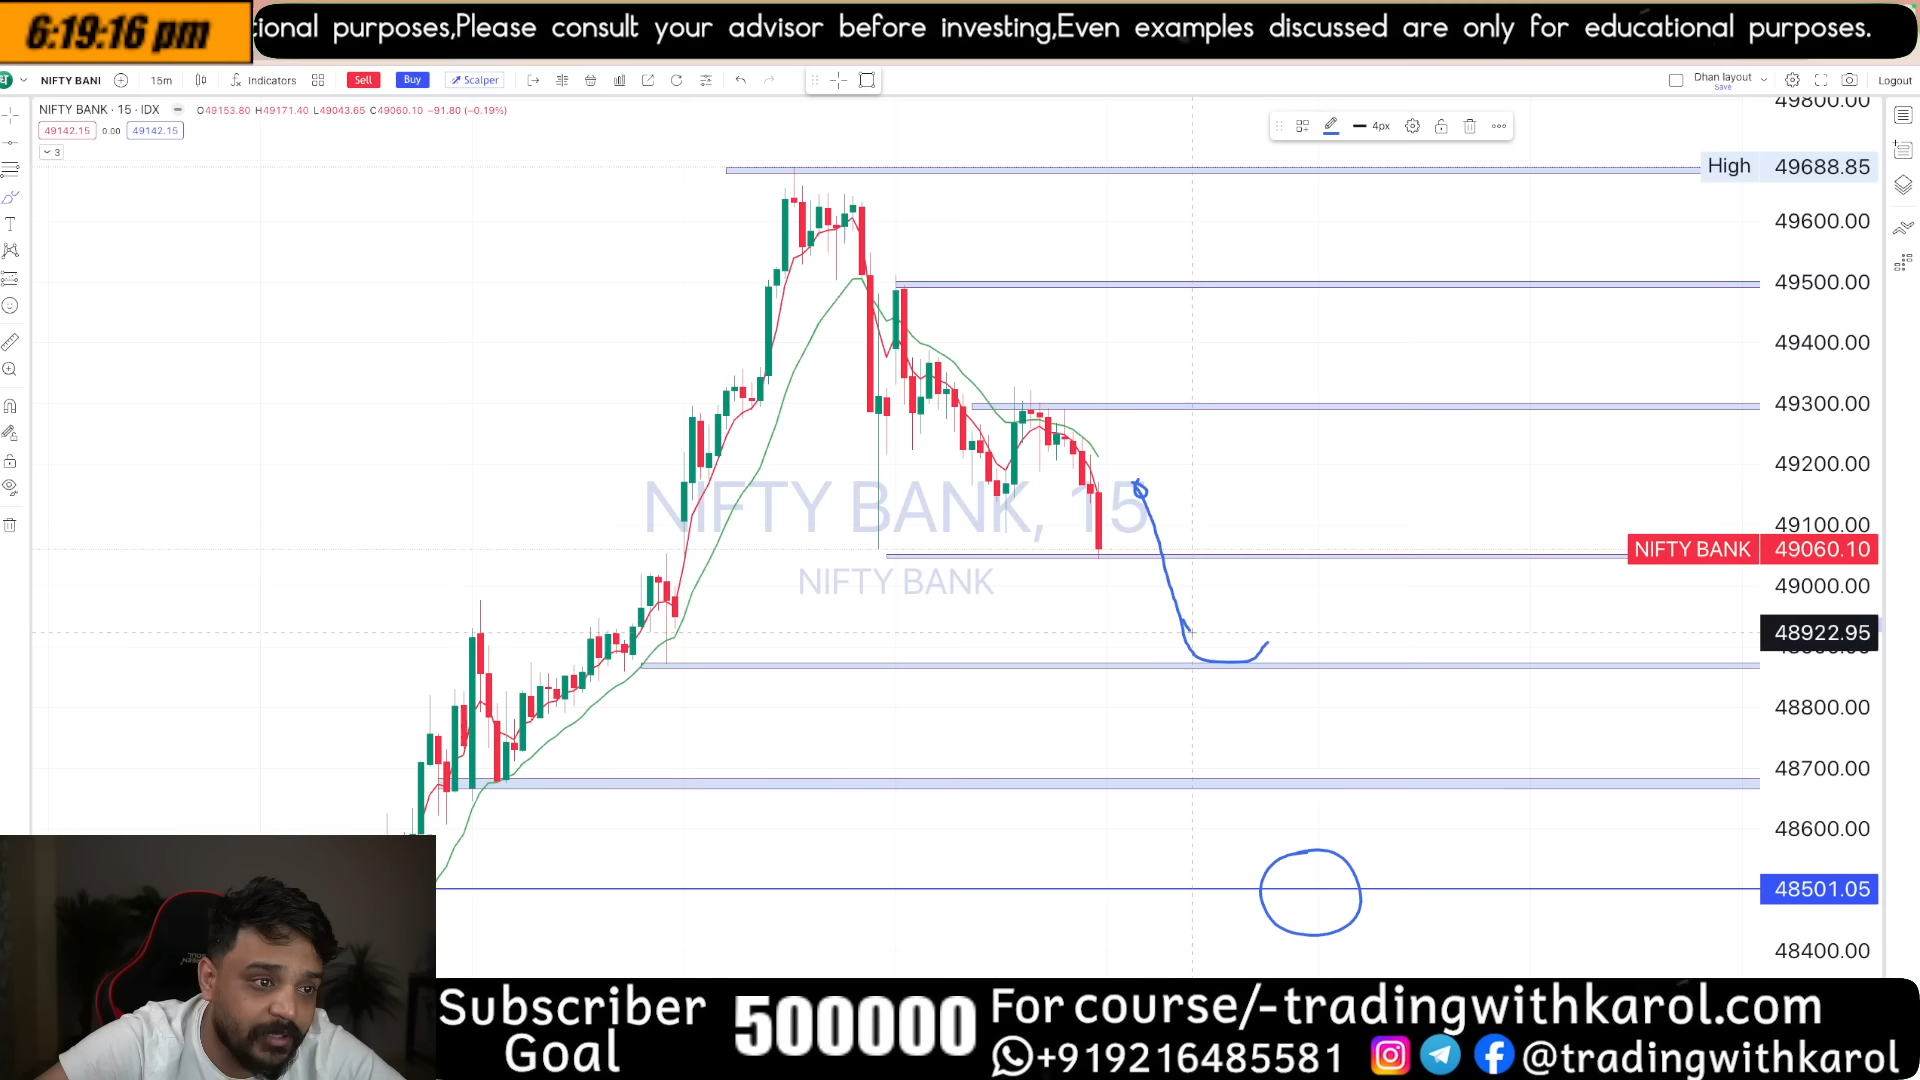 6:19:16 pm
ional purposes,Please consult your advisor before investing,Even examples discussed are only for educational purposes.
NIFTY BANI
15m
Indicators
Sell
Buy
Scalper
Dhan layout
Save
Logout
NIFTY BANK · 15 · IDX
O49153.80 H49171.40 L49043.65 C49060.10 −91.80 (−0.19%)
49142.15
0.00
49142.15
3
4px
49800.00
High 49688.85
49600.00
49500.00
49400.00
49300.00
49200.00
49100.00
NIFTY BANK 49060.10
49000.00
48922.95
48800.00
48700.00
48600.00
48501.05
48400.00
NIFTY BANK, 15
NIFTY BANK
Subscriber Goal
500000
For course/-tradingwithkarol.com
+919216485581
@tradingwithkarol